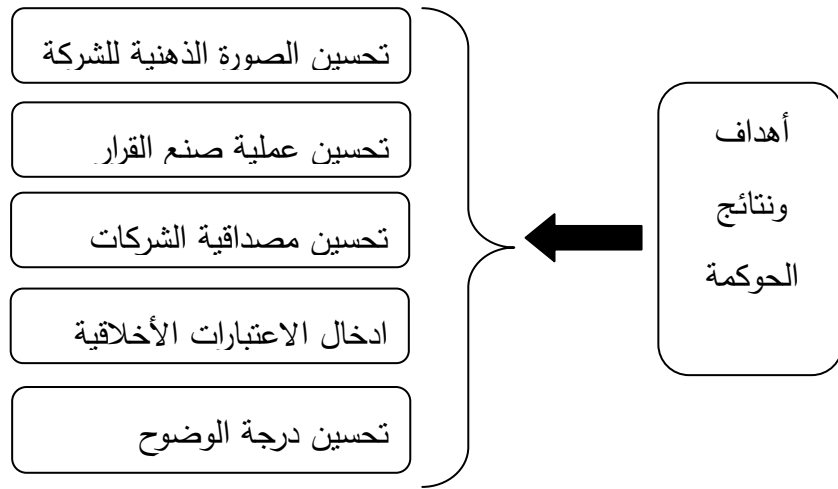 أهداف
ونتائج
الحوكمة
تحسين الصورة الذهنية للشركة
تحسين عملية صنع القرار
تحسين مصداقية الشركات
ادخال الاعتبارات الأخلاقية
تحسين درجة الوضوح